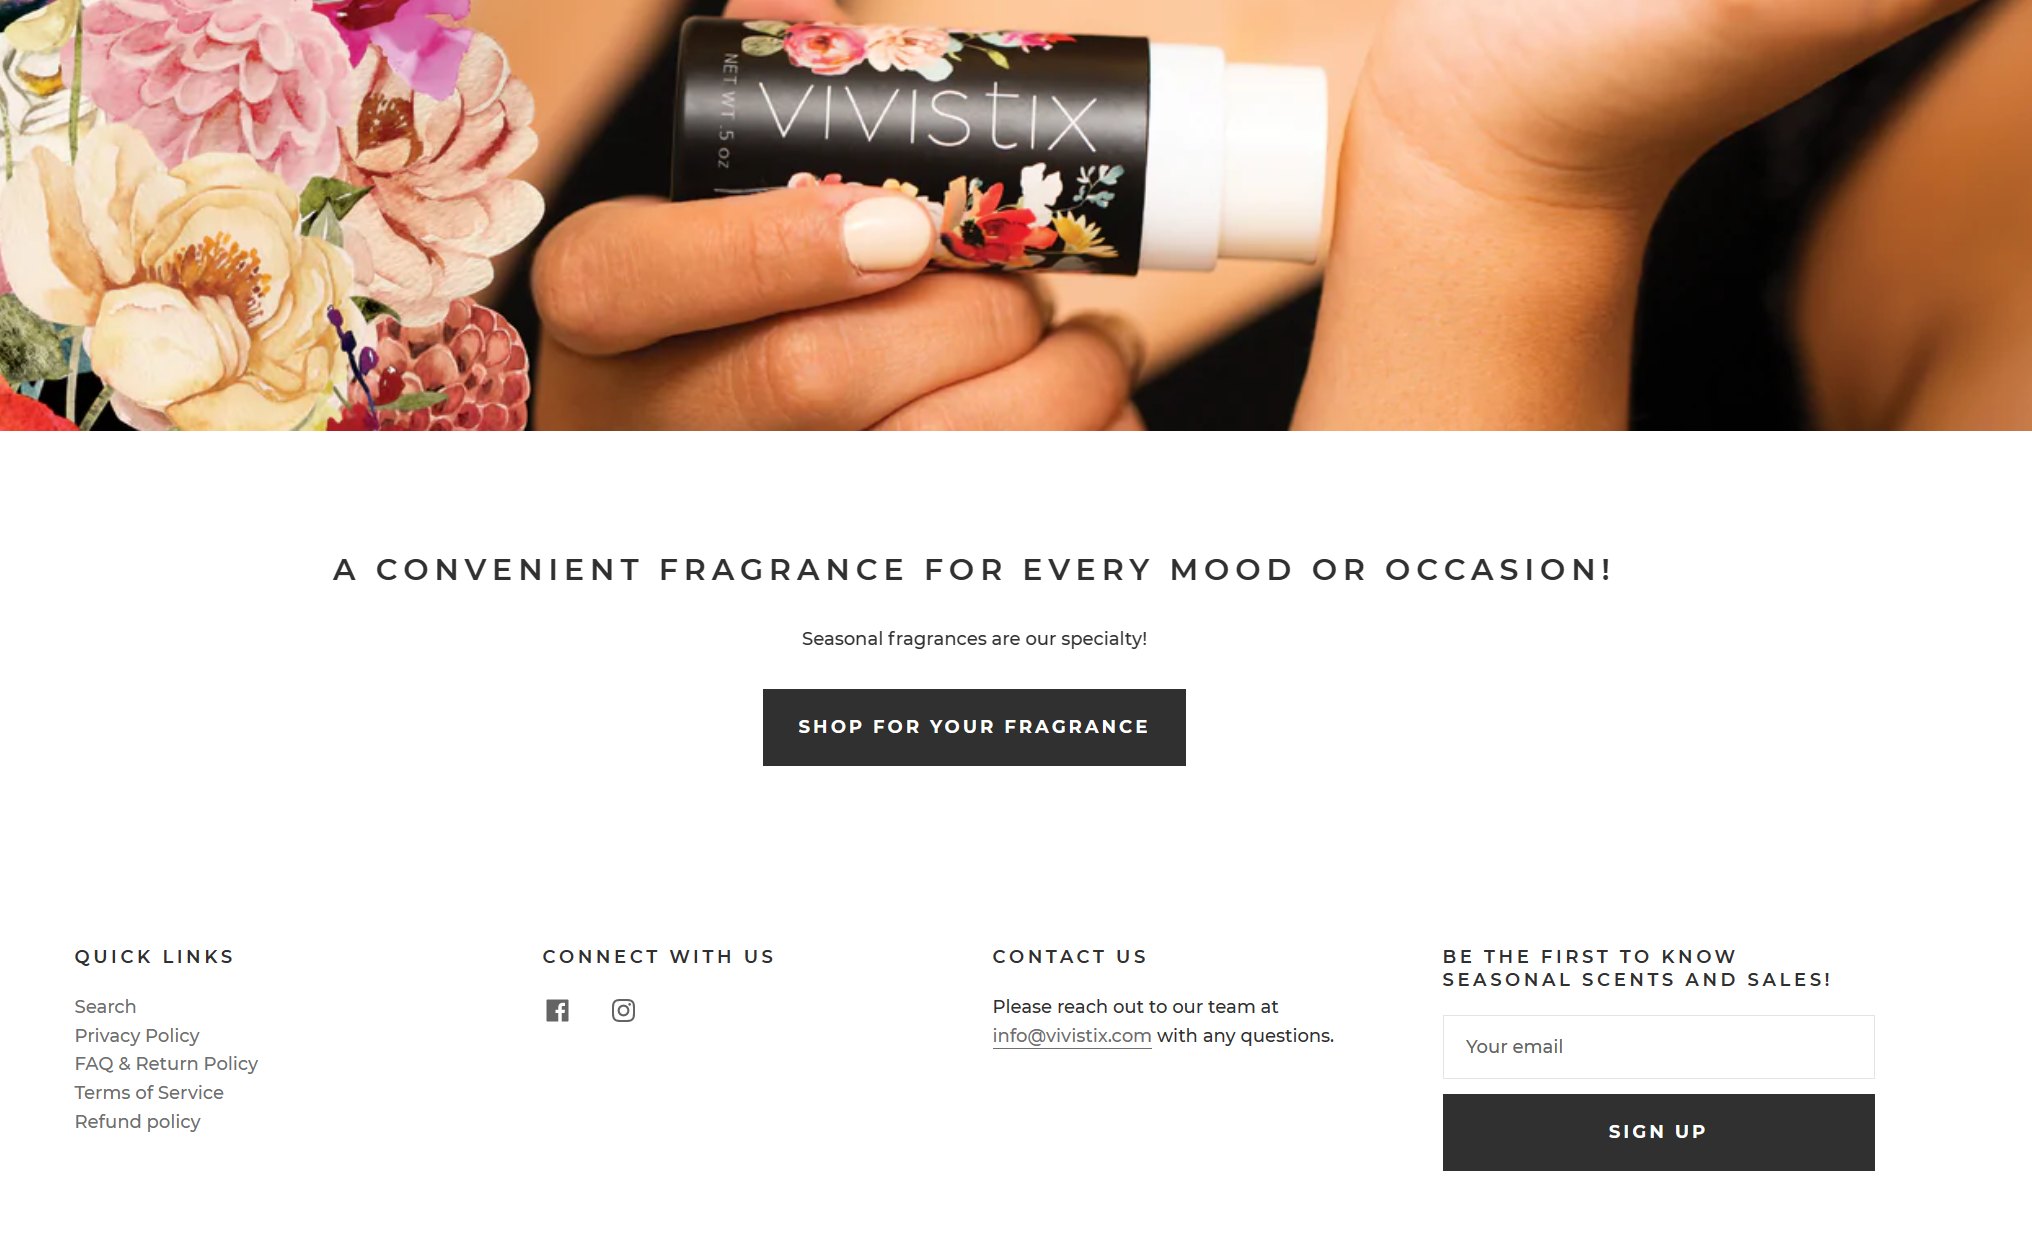 NET WT .5 oz
VIVISTIX
A CONVENIENT FRAGRANCE FOR EVERY MOOD OR OCCASION!
Seasonal fragrances are our specialty!
SHOP FOR YOUR FRAGRANCE
QUICK LINKS
Search
Privacy Policy
FAQ & Return Policy
Terms of Service
Refund policy
CONNECT WITH US
CONTACT US
Please reach out to our team at
info@vivistix.com with any questions.
BE THE FIRST TO KNOW
SEASONAL SCENTS AND SALES!
Your email
SIGN UP